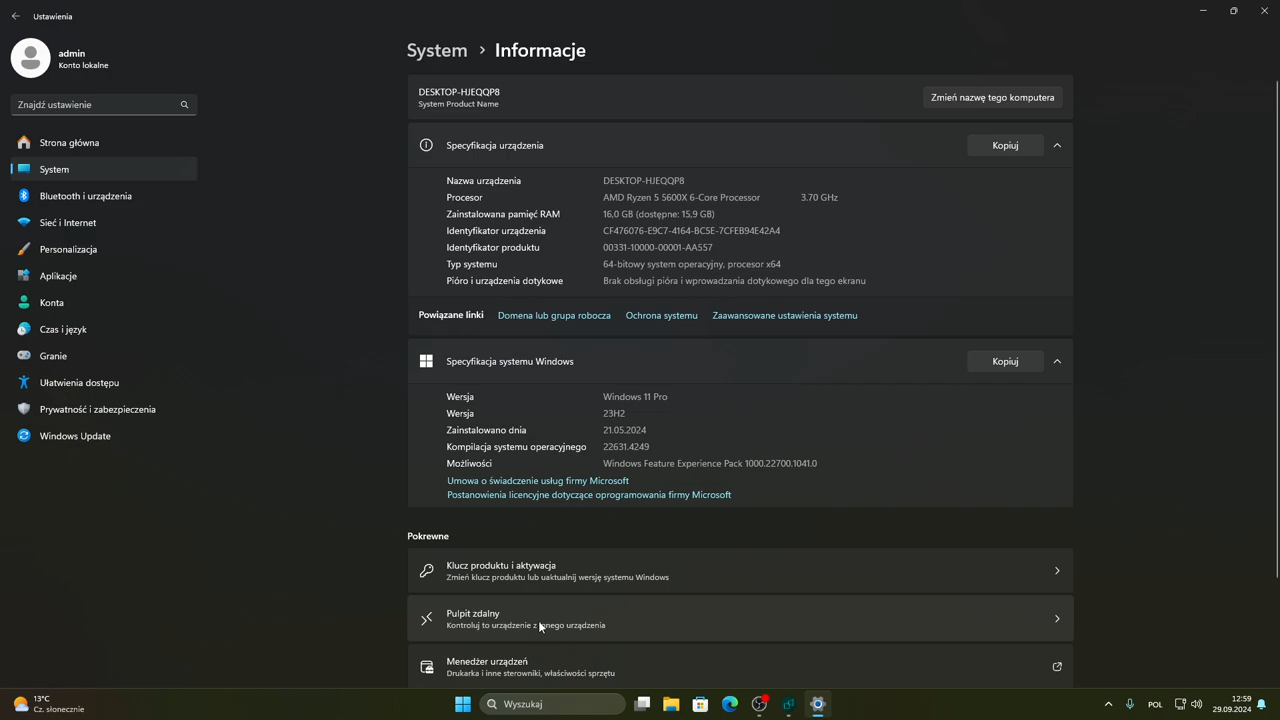 Ustawienia
admin
Konto lokalne
Znajdź ustawienie
Strona główna
System
Bluetooth i urządzenia
Sieć i Internet
Personalizacja
Aplikacje
Konta
Czas i język
Granie
Ułatwienia dostępu
Prywatność i zabezpieczenia
Windows Update
System > Informacje
DESKTOP-HJEQQP8
System Product Name
Zmień nazwę tego komputera
Specyfikacja urządzenia
Kopiuj
Nazwa urządzenia DESKTOP-HJEQQP8
Procesor AMD Ryzen 5 5600X 6-Core Processor 3.70 GHz
Zainstalowana pamięć RAM 16,0 GB (dostępne: 15,9 GB)
Identyfikator urządzenia CF476076-E9C7-4164-BC5E-7CFEB94E42A4
Identyfikator produktu 00331-10000-00001-AA557
Typ systemu 64-bitowy system operacyjny, procesor x64
Pióro i urządzenia dotykowe Brak obsługi pióra i wprowadzania dotykowego dla tego ekranu
Powiązane linki Domena lub grupa robocza Ochrona systemu Zaawansowane ustawienia systemu
Specyfikacja systemu Windows
Kopiuj
Wersja Windows 11 Pro
Wersja 23H2
Zainstalowano dnia 21.05.2024
Kompilacja systemu operacyjnego 22631.4249
Możliwości Windows Feature Experience Pack 1000.22700.1041.0
Umowa o świadczenie usług firmy Microsoft
Postanowienia licencyjne dotyczące oprogramowania firmy Microsoft
Pokrewne
Klucz produktu i aktywacja
Zmień klucz produktu lub uaktualnij wersję systemu Windows
Pulpit zdalny
Kontroluj to urządzenie z innego urządzenia
Menedżer urządzeń
Drukarka i inne sterowniki, właściwości sprzętu
13°C
Cz. słonecznie
Wyszukaj
POL
12:59
29.09.2024